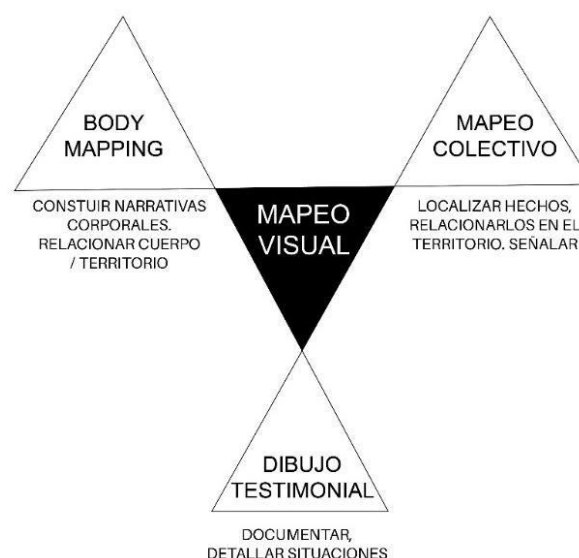 BODY
MAPPING
CONSTUIR NARRATIVAS
CORPORALES.
RELACIONAR CUERPO
/ TERRITORIO
MAPEO
VISUAL
MAPEO
COLECTIVO
LOCALIZAR HECHOS,
RELACIONARLOS EN EL
TERRITORIO. SEÑALAR
DIBUJO
TESTIMONIAL
DOCUMENTAR,
DETALLAR SITUACIONES